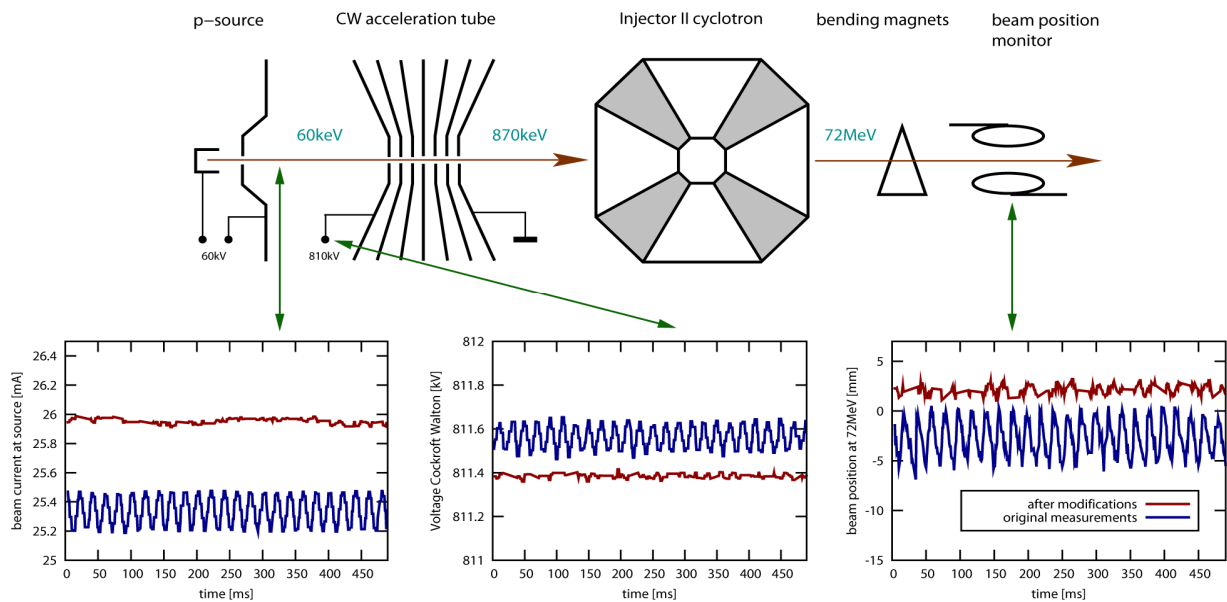 p−source
CW acceleration tube
Injector II cyclotron
bending magnets
beam position
monitor
60keV
870keV
72MeV
60kV
810kV
26.4
26.2
26
25.8
25.6
25.4
25.2
25
beam current at source [mA]
0 50 100 150 200 250 300 350 400 450
time [ms]
812
811.8
811.6
811.4
811.2
811
Voltage Cockroft Walton [kV]
0 50 100 150 200 250 300 350 400 450
time [ms]
5
0
-5
-10
-15
beam position at 72MeV [mm]
after modifications
original measurements
0 50 100 150 200 250 300 350 400 450
time [ms]